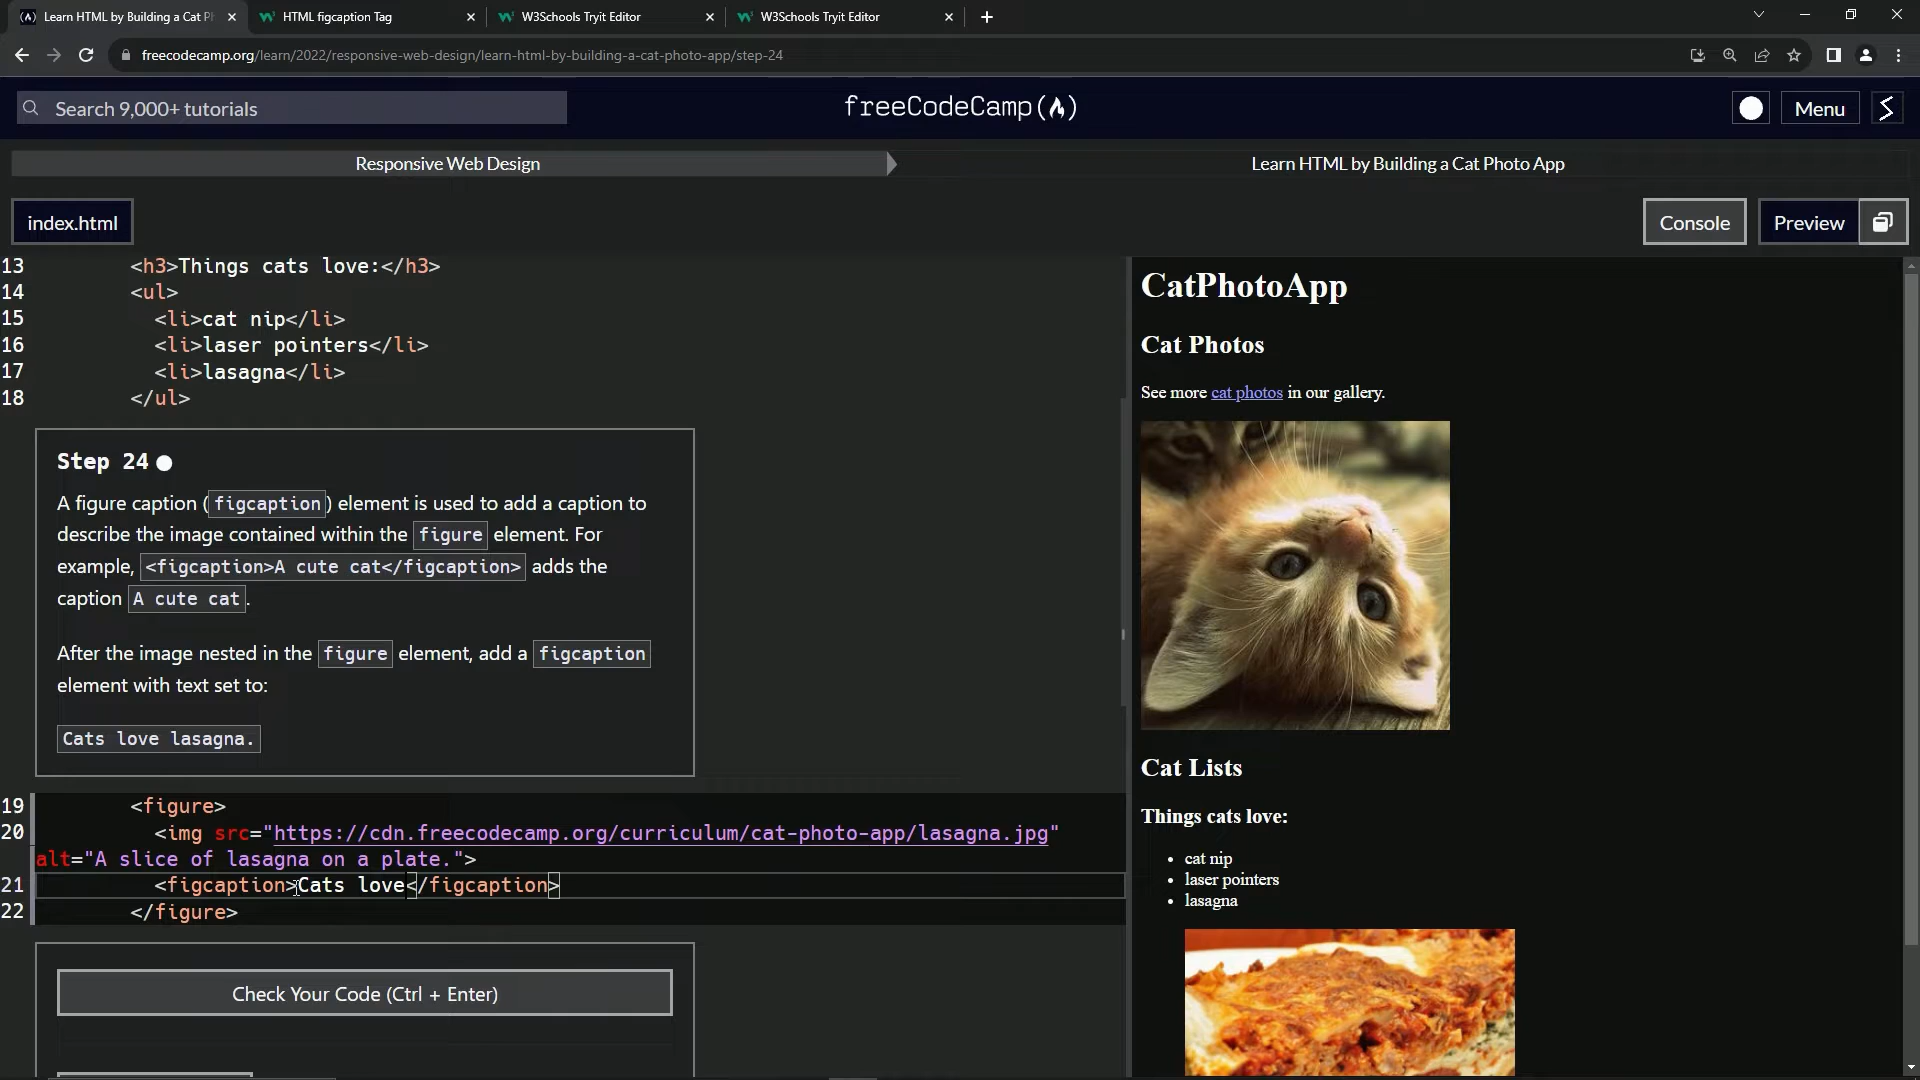 Learn HTML by Building a Cat P
HTML figcaption Tag
W3Schools Tryit Editor
W3Schools Tryit Editor
freecodecamp.org/learn/2022/responsive-web-design/learn-html-by-building-a-cat-photo-app/step-24
Search 9,000+ tutorials
freeCodeCamp
Menu
Responsive Web Design
Learn HTML by Building a Cat Photo App
index.html
Console
Preview
13 <h3>Things cats love:</h3>
14 <ul>
15 <li>cat nip</li>
16 <li>laser pointers</li>
17 <li>lasagna</li>
18 </ul>
Step 24
A figure caption (figcaption) element is used to add a caption to
describe the image contained within the figure element. For
example, <figcaption>A cute cat</figcaption> adds the
caption A cute cat.
After the image nested in the figure element, add a figcaption
element with text set to:
Cats love lasagna.
19 <figure>
20 <img src="https://cdn.freecodecamp.org/curriculum/cat-photo-app/lasagna.jpg"
alt="A slice of lasagna on a plate.">
21 <figcaption>Cats love</figcaption>
22 </figure>
Check Your Code (Ctrl + Enter)
CatPhotoApp
Cat Photos
See more cat photos in our gallery.
Cat Lists
Things cats love:
• cat nip
• laser pointers
• lasagna